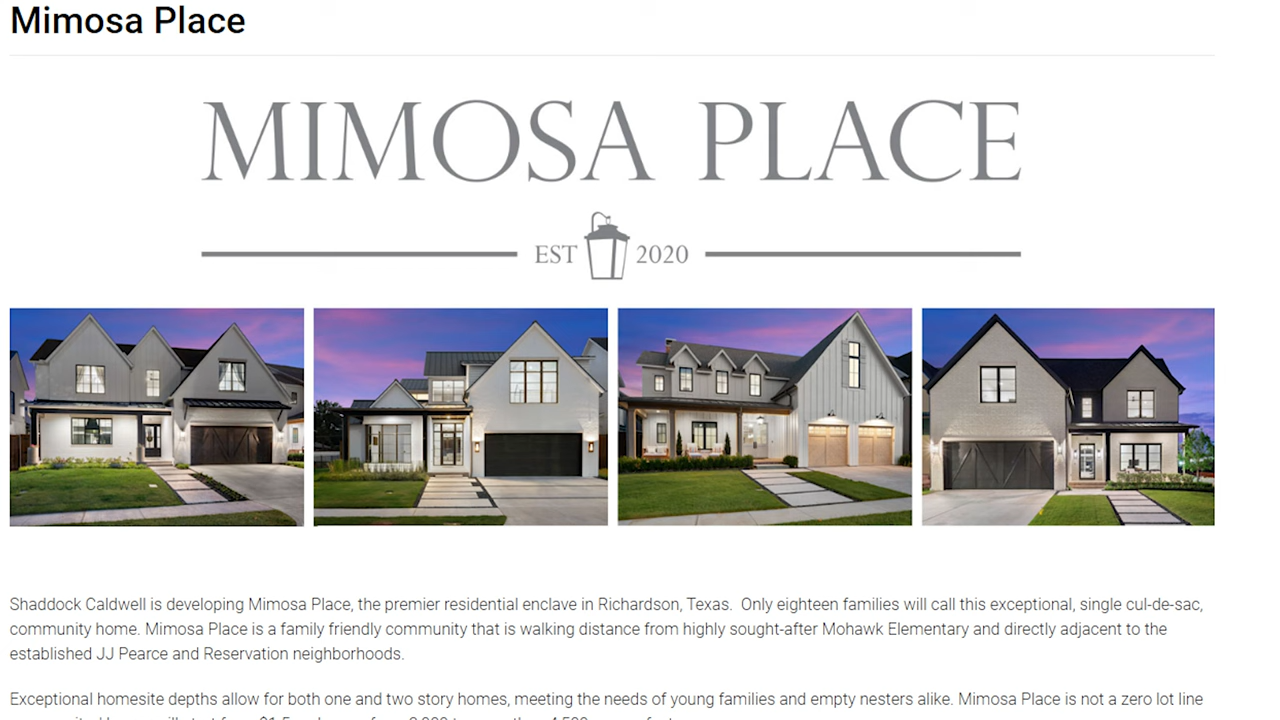 Mimosa Place
MIMOSA PLACE
EST 2020
Shaddock Caldwell is developing Mimosa Place, the premier residential enclave in Richardson, Texas.  Only eighteen families will call this exceptional, single cul-de-sac,
community home. Mimosa Place is a family friendly community that is walking distance from highly sought-after Mohawk Elementary and directly adjacent to the
established JJ Pearce and Reservation neighborhoods.
Exceptional homesite depths allow for both one and two story homes, meeting the needs of young families and empty nesters alike. Mimosa Place is not a zero lot line